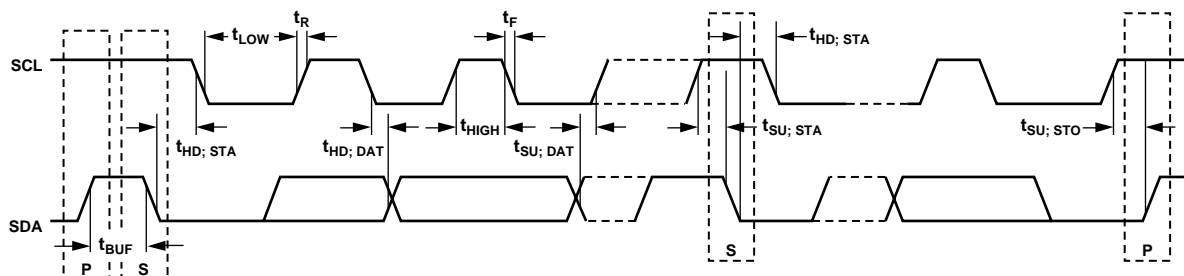 tR
tF
tLOW
tHD; STA
SCL
tHD; STA
tHD; DAT
tHIGH
tSU; DAT
tSU; STA
tSU; STO
SDA
tBUF
P
S
S
P